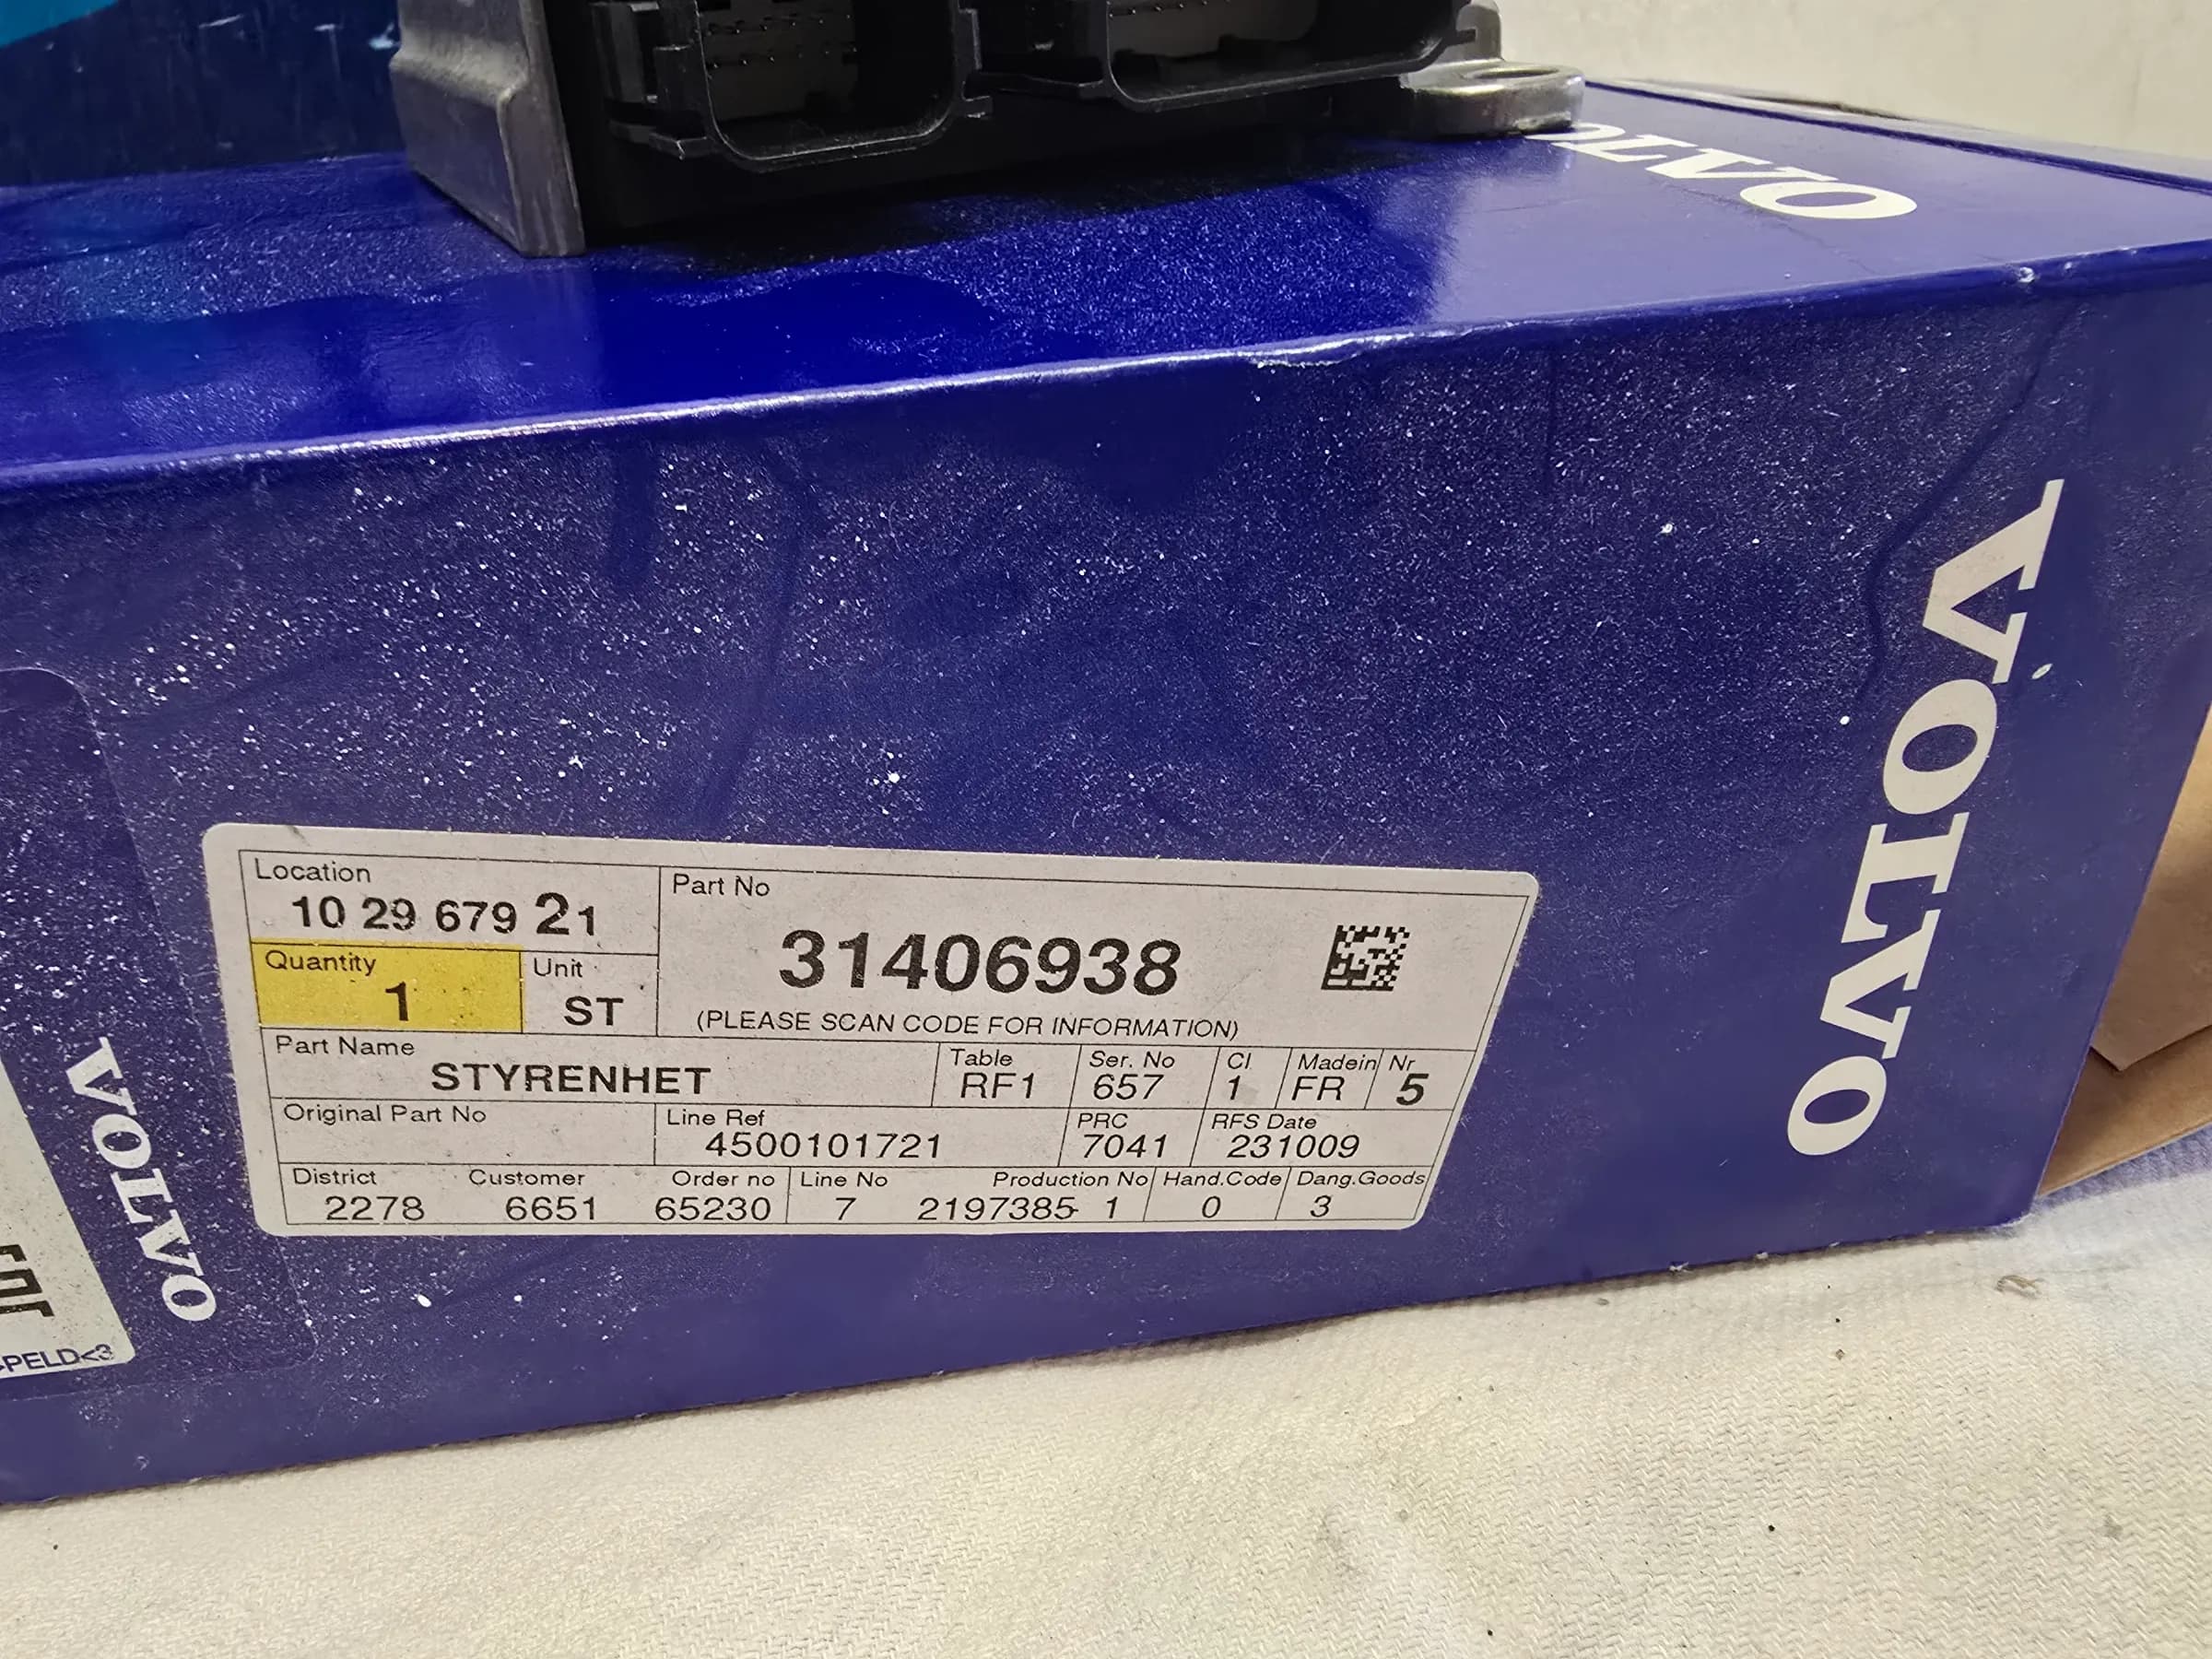 VOLVO
VOLVO
Location
10 29 679 21
Part No
31406938
(PLEASE SCAN CODE FOR INFORMATION)
Quantity
1
Unit
ST
Part Name
STYRENHET
Table
RF1
Ser. No
657
Cl
1
Madein
FR
Nr
5
Original Part No
Line Ref
4500101721
PRC
7041
RFS Date
231009
District
2278
Customer
6651
Order no
65230
Line No
7
Production No
2197385- 1
Hand.Code
0
Dang.Goods
3
VOLVO
>PELD<3